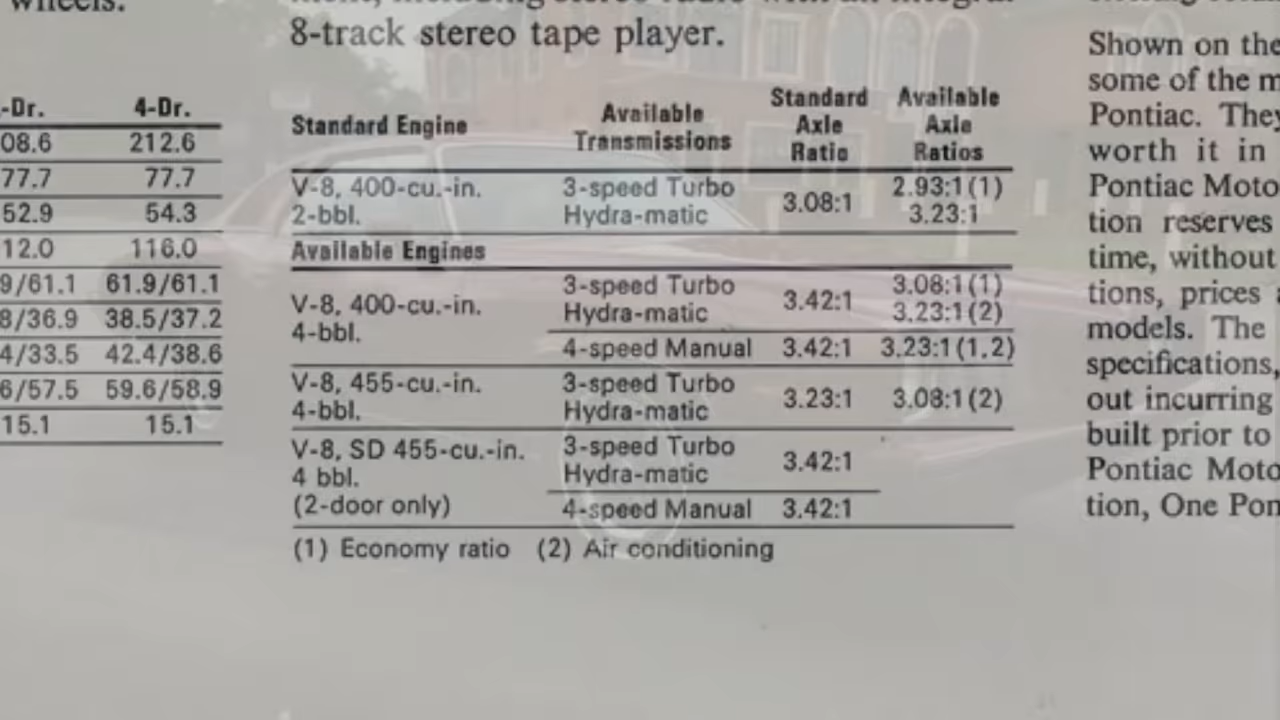 wheels.
-Dr. 4-Dr.
08.6 212.6
77.7 77.7
52.9 54.3
12.0 116.0
9/61.1 61.9/61.1
8/36.9 38.5/37.2
4/33.5 42.4/38.6
6/57.5 59.6/58.9
15.1 15.1
8-track stereo tape player.
Standard Engine Available Transmissions Standard Axle Ratio Available Axle Ratios
V-8, 400-cu.-in. 3-speed Turbo 3.08:1 2.93:1(1)
2-bbl. Hydra-matic 3.23:1
Available Engines
V-8, 400-cu.-in. 3-speed Turbo 3.42:1 3.08:1(1)
4-bbl. Hydra-matic 3.23:1(2)
4-speed Manual 3.42:1 3.23:1(1,2)
V-8, 455-cu.-in. 3-speed Turbo 3.23:1 3.08:1(2)
4-bbl. Hydra-matic
V-8, SD 455-cu.-in. 3-speed Turbo 3.42:1
4 bbl. Hydra-matic
(2-door only) 4-speed Manual 3.42:1
(1) Economy ratio (2) Air conditioning
Shown on the
some of the m
Pontiac. They
worth it in
Pontiac Moto
tion reserves
time, without
tions, prices
models. The
specifications,
out incurring
built prior to
Pontiac Moto
tion, One Pon